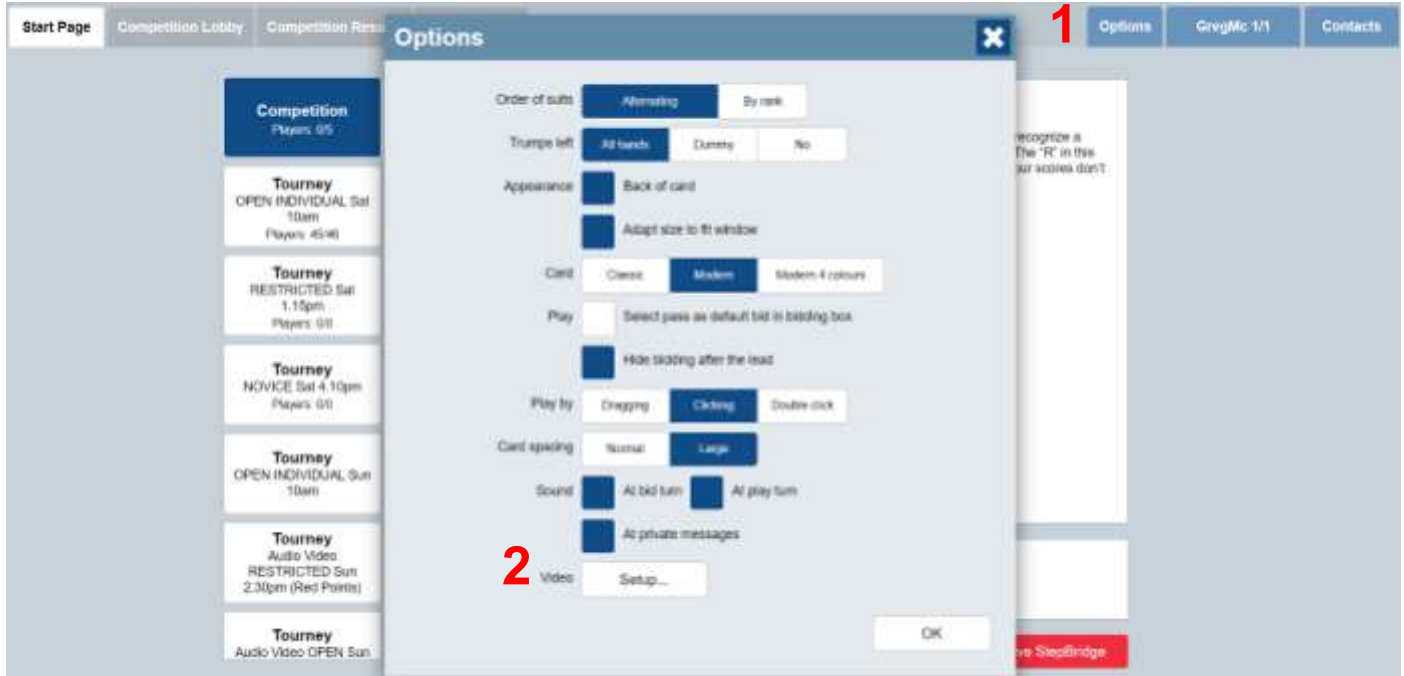 Start Page
Competition Lobby
Competition Resu
1
Options
GregMc 1/1
Contacts
Options
Competition
Players: 0/5
Tourney
OPEN INDIVIDUAL Sat
10am
Players: 45/46
Tourney
RESTRICTED Sat
1.15pm
Players: 0/0
Tourney
NOVICE Sat 4.10pm
Players: 0/0
Tourney
OPEN INDIVIDUAL Sun
10am
Tourney
Audio Video
RESTRICTED Sun
2.30pm (Red Points)
Tourney
Audio Video OPEN Sun
Order of suits Alternating By rank
Trumps left All hands Dummy No
Appearance Back of card
Adapt size to fit window
Card Classic Modern Modern 4 colours
Play Select pass as default bid in bidding box
Hide bidding after the lead
Play by Dragging Clicking Double click
Card spacing Normal Large
Sound At bid turn At play turn
At private messages
2 Video Setup...
OK
recognize a
The "R" in this
ur scores don't
ve StepBridge